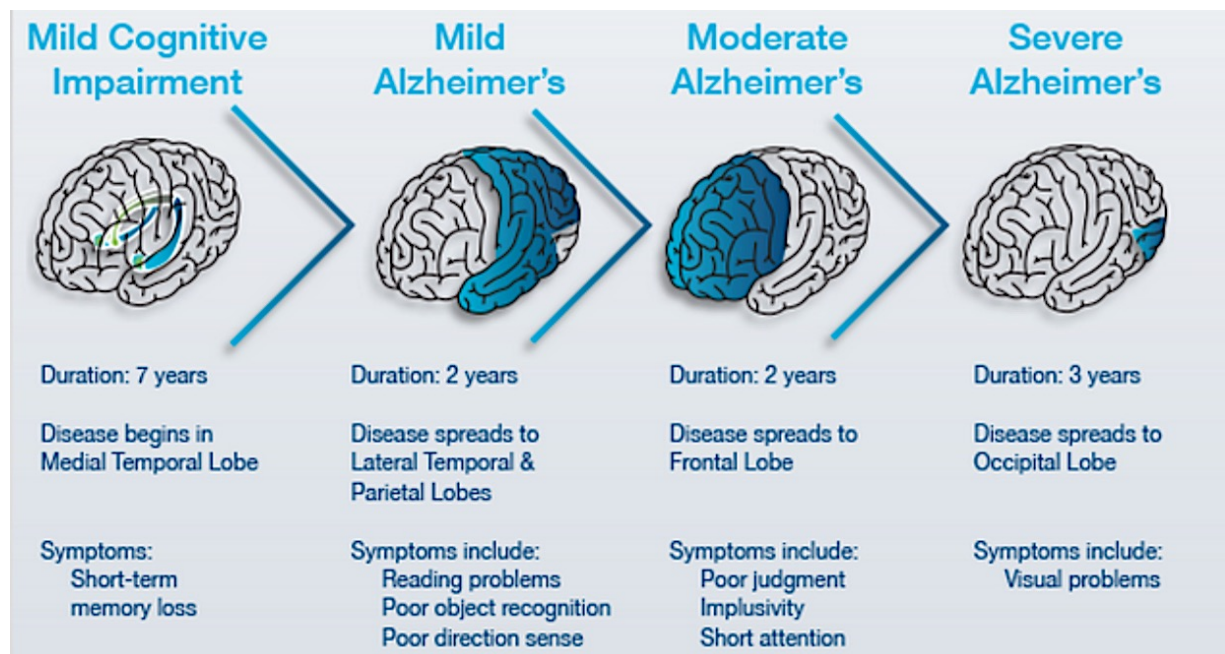 Mild Cognitive
Impairment
Mild
Alzheimer's
Moderate
Alzheimer's
Severe
Alzheimer's
Duration: 7 years
Disease begins in
Medial Temporal Lobe
Symptoms:
Short-term
memory loss
Duration: 2 years
Disease spreads to
Lateral Temporal &
Parietal Lobes
Symptoms include:
Reading problems
Poor object recognition
Poor direction sense
Duration: 2 years
Disease spreads to
Frontal Lobe
Symptoms include:
Poor judgment
Implusivity
Short attention
Duration: 3 years
Disease spreads to
Occipital Lobe
Symptoms include:
Visual problems